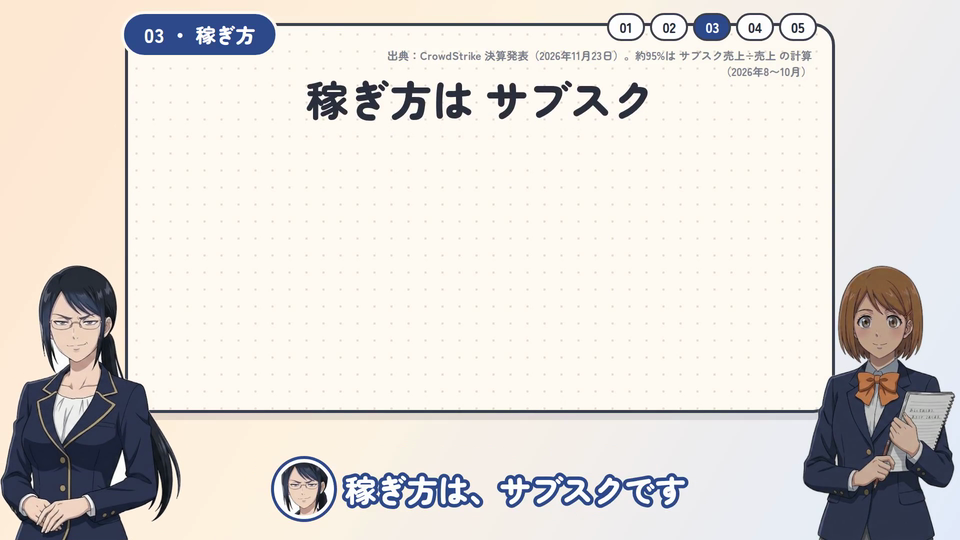 03 ・ 稼ぎ方
01 02 03 04 05
出典：CrowdStrike 決算発表（2026年11月23日）。約95%は サブスク売上÷売上 の計算
（2026年8〜10月）
稼ぎ方は サブスク
稼ぎ方は、サブスクです